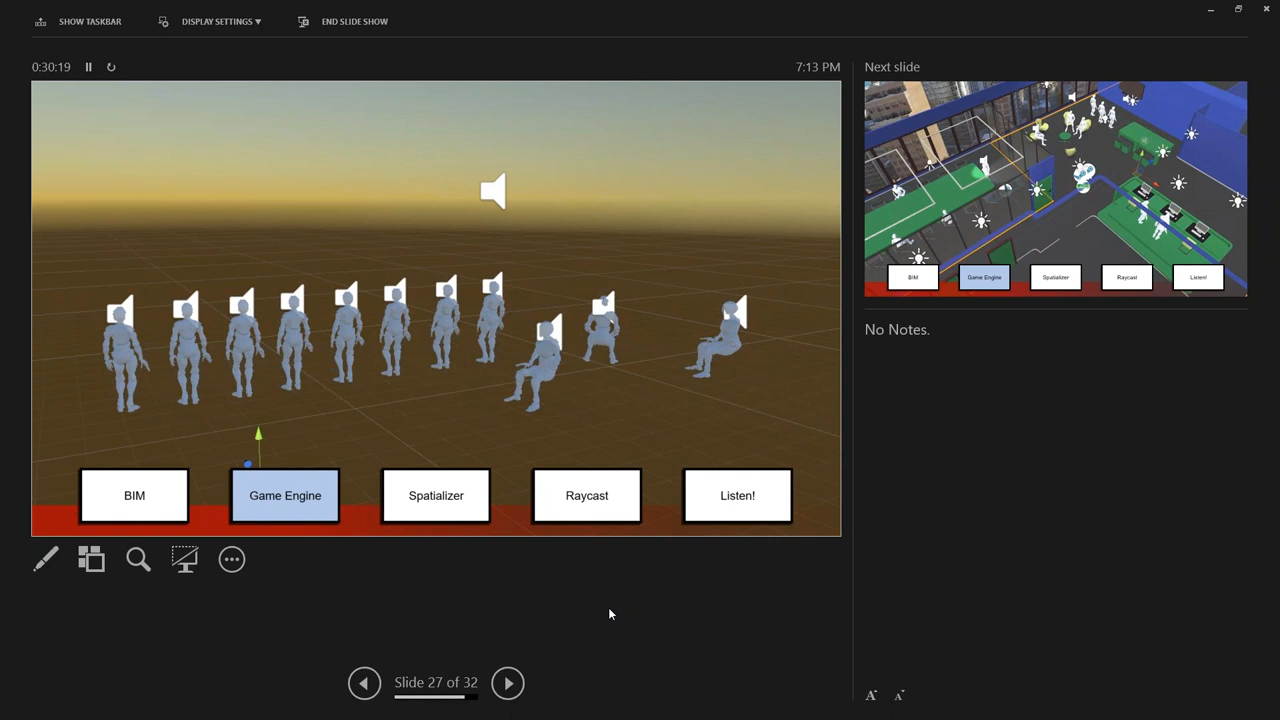 SHOW TASKBAR DISPLAY SETTINGS ▼ END SLIDE SHOW
0:30:19 7:13 PM
BIM Game Engine Spatializer Raycast Listen!
Slide 27 of 32
Next slide
BIM Game Engine Spatializer Raycast Listen!
No Notes.
A A